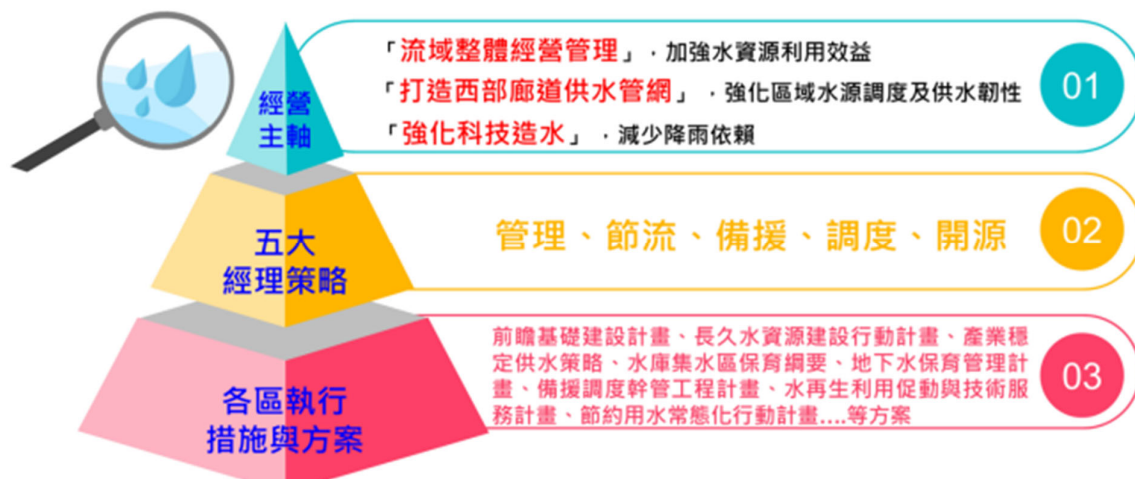 經營
主軸
「流域整體經營管理」，加強水資源利用效益
「打造西部廊道供水管網」，強化區域水源調度及供水韌性
「強化科技造水」，減少降雨依賴
01
五大
經理策略
管理、節流、備援、調度、開源
02
各區執行
措施與方案
前瞻基礎建設計畫、長久水資源建設行動計畫、產業穩
定供水策略、水庫集水區保育綱要、地下水保育管理計
畫、備援調度幹管工程計畫、水再生利用促動與技術服
務計畫、節約用水常態化行動計畫....等方案
03